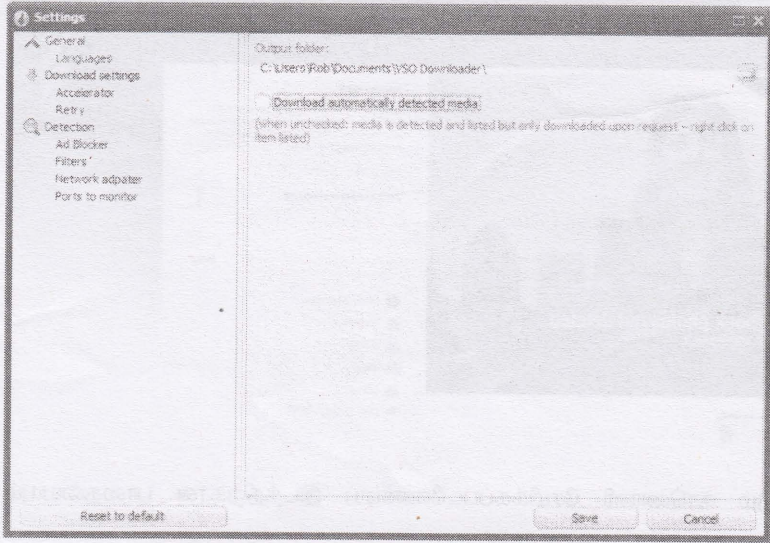 Settings
General
Languages
Download settings
Accelerator
Retry
Detection
Ad Blocker
Filters
Network adpater
Ports to monitor
Output folder:
C:\Users\Rob\Documents\VSO Downloader\
Download automatically detected media
(when unchecked: media is detected and listed but only downloaded upon request - right click on
item listed)
Reset to default
Save
Cancel